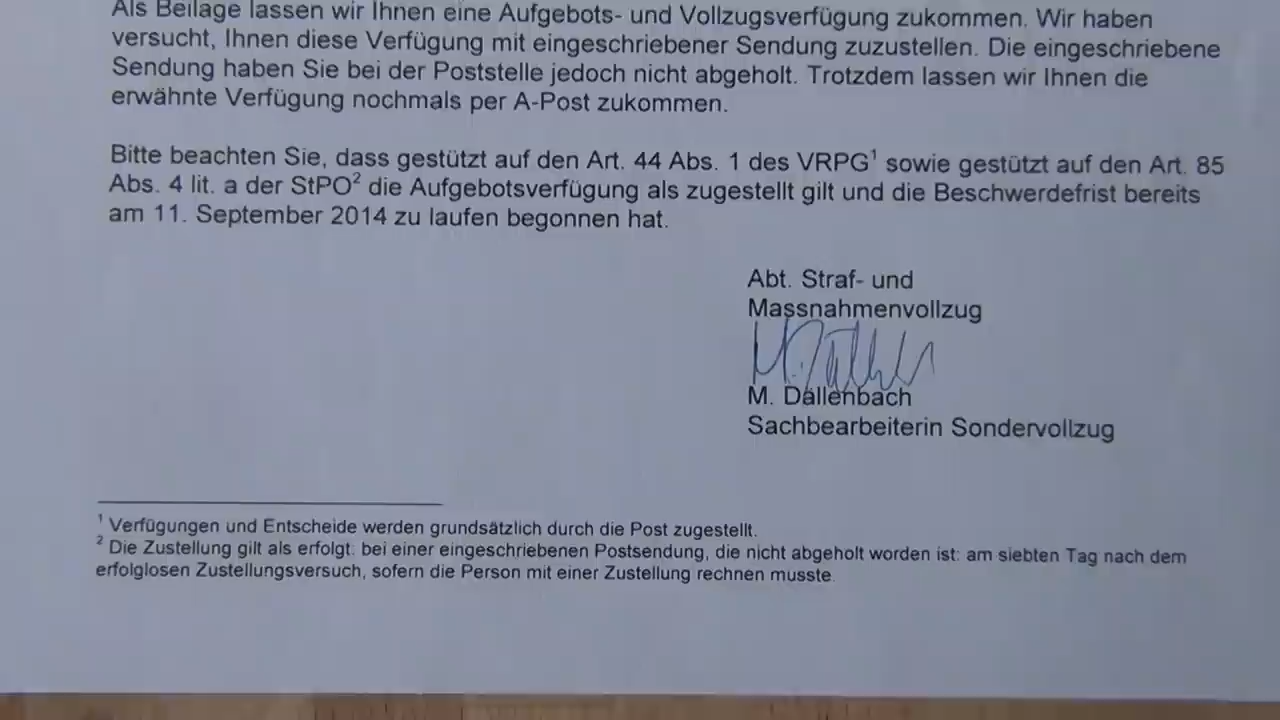 Als Beilage lassen wir Ihnen eine Aufgebots- und Vollzugsverfügung zukommen. Wir haben
versucht, Ihnen diese Verfügung mit eingeschriebener Sendung zuzustellen. Die eingeschriebene
Sendung haben Sie bei der Poststelle jedoch nicht abgeholt. Trotzdem lassen wir Ihnen die
erwähnte Verfügung nochmals per A-Post zukommen.
Bitte beachten Sie, dass gestützt auf den Art. 44 Abs. 1 des VRPG¹ sowie gestützt auf den Art. 85
Abs. 4 lit. a der StPO² die Aufgebotsverfügung als zugestellt gilt und die Beschwerdefrist bereits
am 11. September 2014 zu laufen begonnen hat.
Abt. Straf- und
Massnahmenvollzug
M. Dällenbach
M. Dällenbach
Sachbearbeiterin Sondervollzug
¹ Verfügungen und Entscheide werden grundsätzlich durch die Post zugestellt.
² Die Zustellung gilt als erfolgt: bei einer eingeschriebenen Postsendung, die nicht abgeholt worden ist: am siebten Tag nach dem
erfolglosen Zustellungsversuch, sofern die Person mit einer Zustellung rechnen musste.